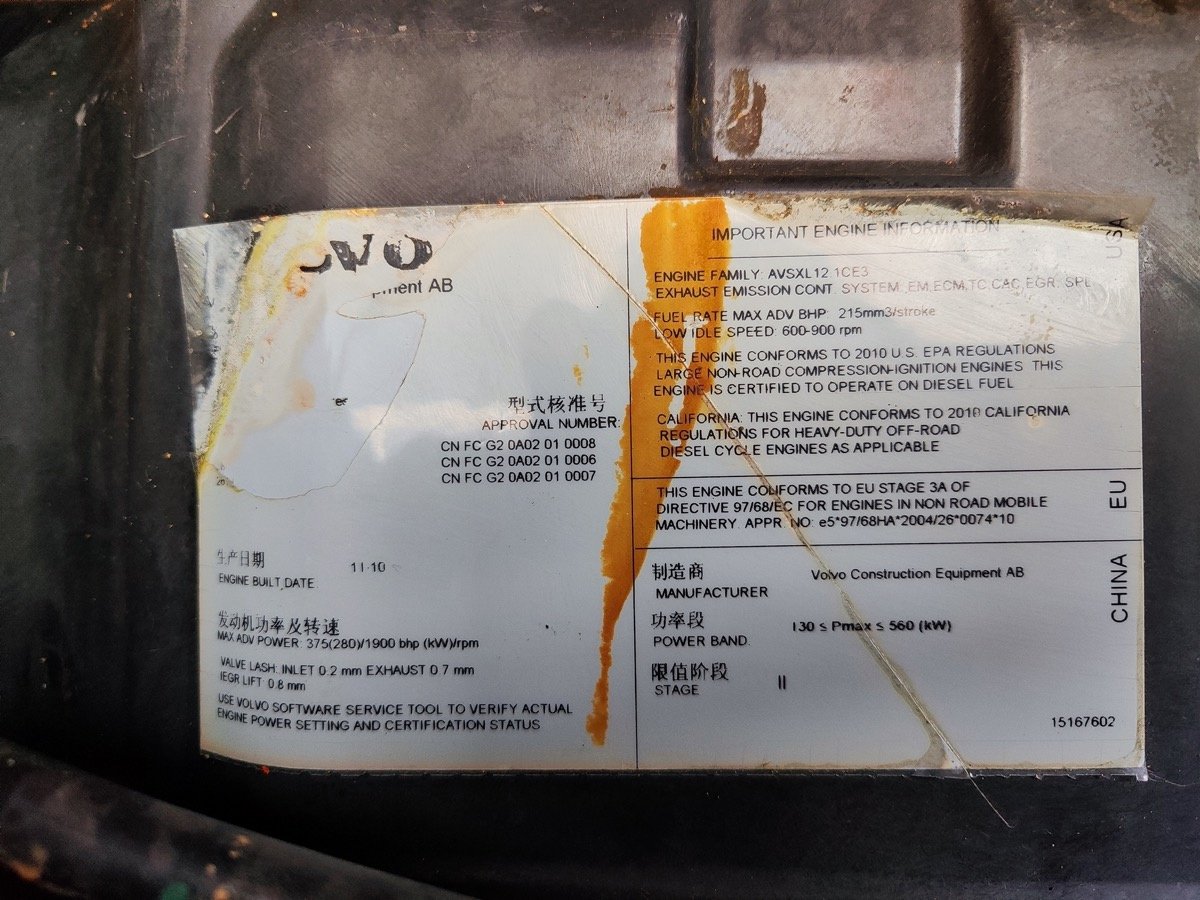 VO
AB
型式核准号
APPROVAL NUMBER:
CN FC G2 0A02 01 0008
CN FC G2 0A02 01 0006
CN FC G2 0A02 01 0007
生产日期 11-10
ENGINE BUILT DATE
发动机功率及转速
MAX ADV POWER: 375(280)/1900 bhp (kW)/rpm
VALVE LASH: INLET 0.2 mm EXHAUST 0.7 mm
IEGR LIFT 0.8 mm
USE VOLVO SOFTWARE SERVICE TOOL TO VERIFY ACTUAL
ENGINE POWER SETTING AND CERTIFICATION STATUS
IMPORTANT ENGINE INFORMATION
USA
ENGINE FAMILY: AVSXL12.1CE3
EXHAUST EMISSION CONT. SYSTEM: EM,ECM,TC,CAC,EGR, SPL
FUEL RATE MAX ADV BHP: 215mm3/stroke
LOW IDLE SPEED: 600-900 rpm
THIS ENGINE CONFORMS TO 2010 U.S. EPA REGULATIONS
LARGE NON-ROAD COMPRESSION-IGNITION ENGINES. THIS
ENGINE IS CERTIFIED TO OPERATE ON DIESEL FUEL
CALIFORNIA: THIS ENGINE CONFORMS TO 2010 CALIFORNIA
REGULATIONS FOR HEAVY-DUTY OFF-ROAD
DIESEL CYCLE ENGINES AS APPLICABLE
EU
THIS ENGINE CONFORMS TO EU STAGE 3A OF
DIRECTIVE 97/68/EC FOR ENGINES IN NON ROAD MOBILE
MACHINERY. APPR. NO: e5*97/68HA*2004/26*0074*10
CHINA
制造商 Volvo Construction Equipment AB
MANUFACTURER
功率段 130 ≤ Pmax ≤ 560 (kW)
POWER BAND
限值阶段 II
STAGE
15167602